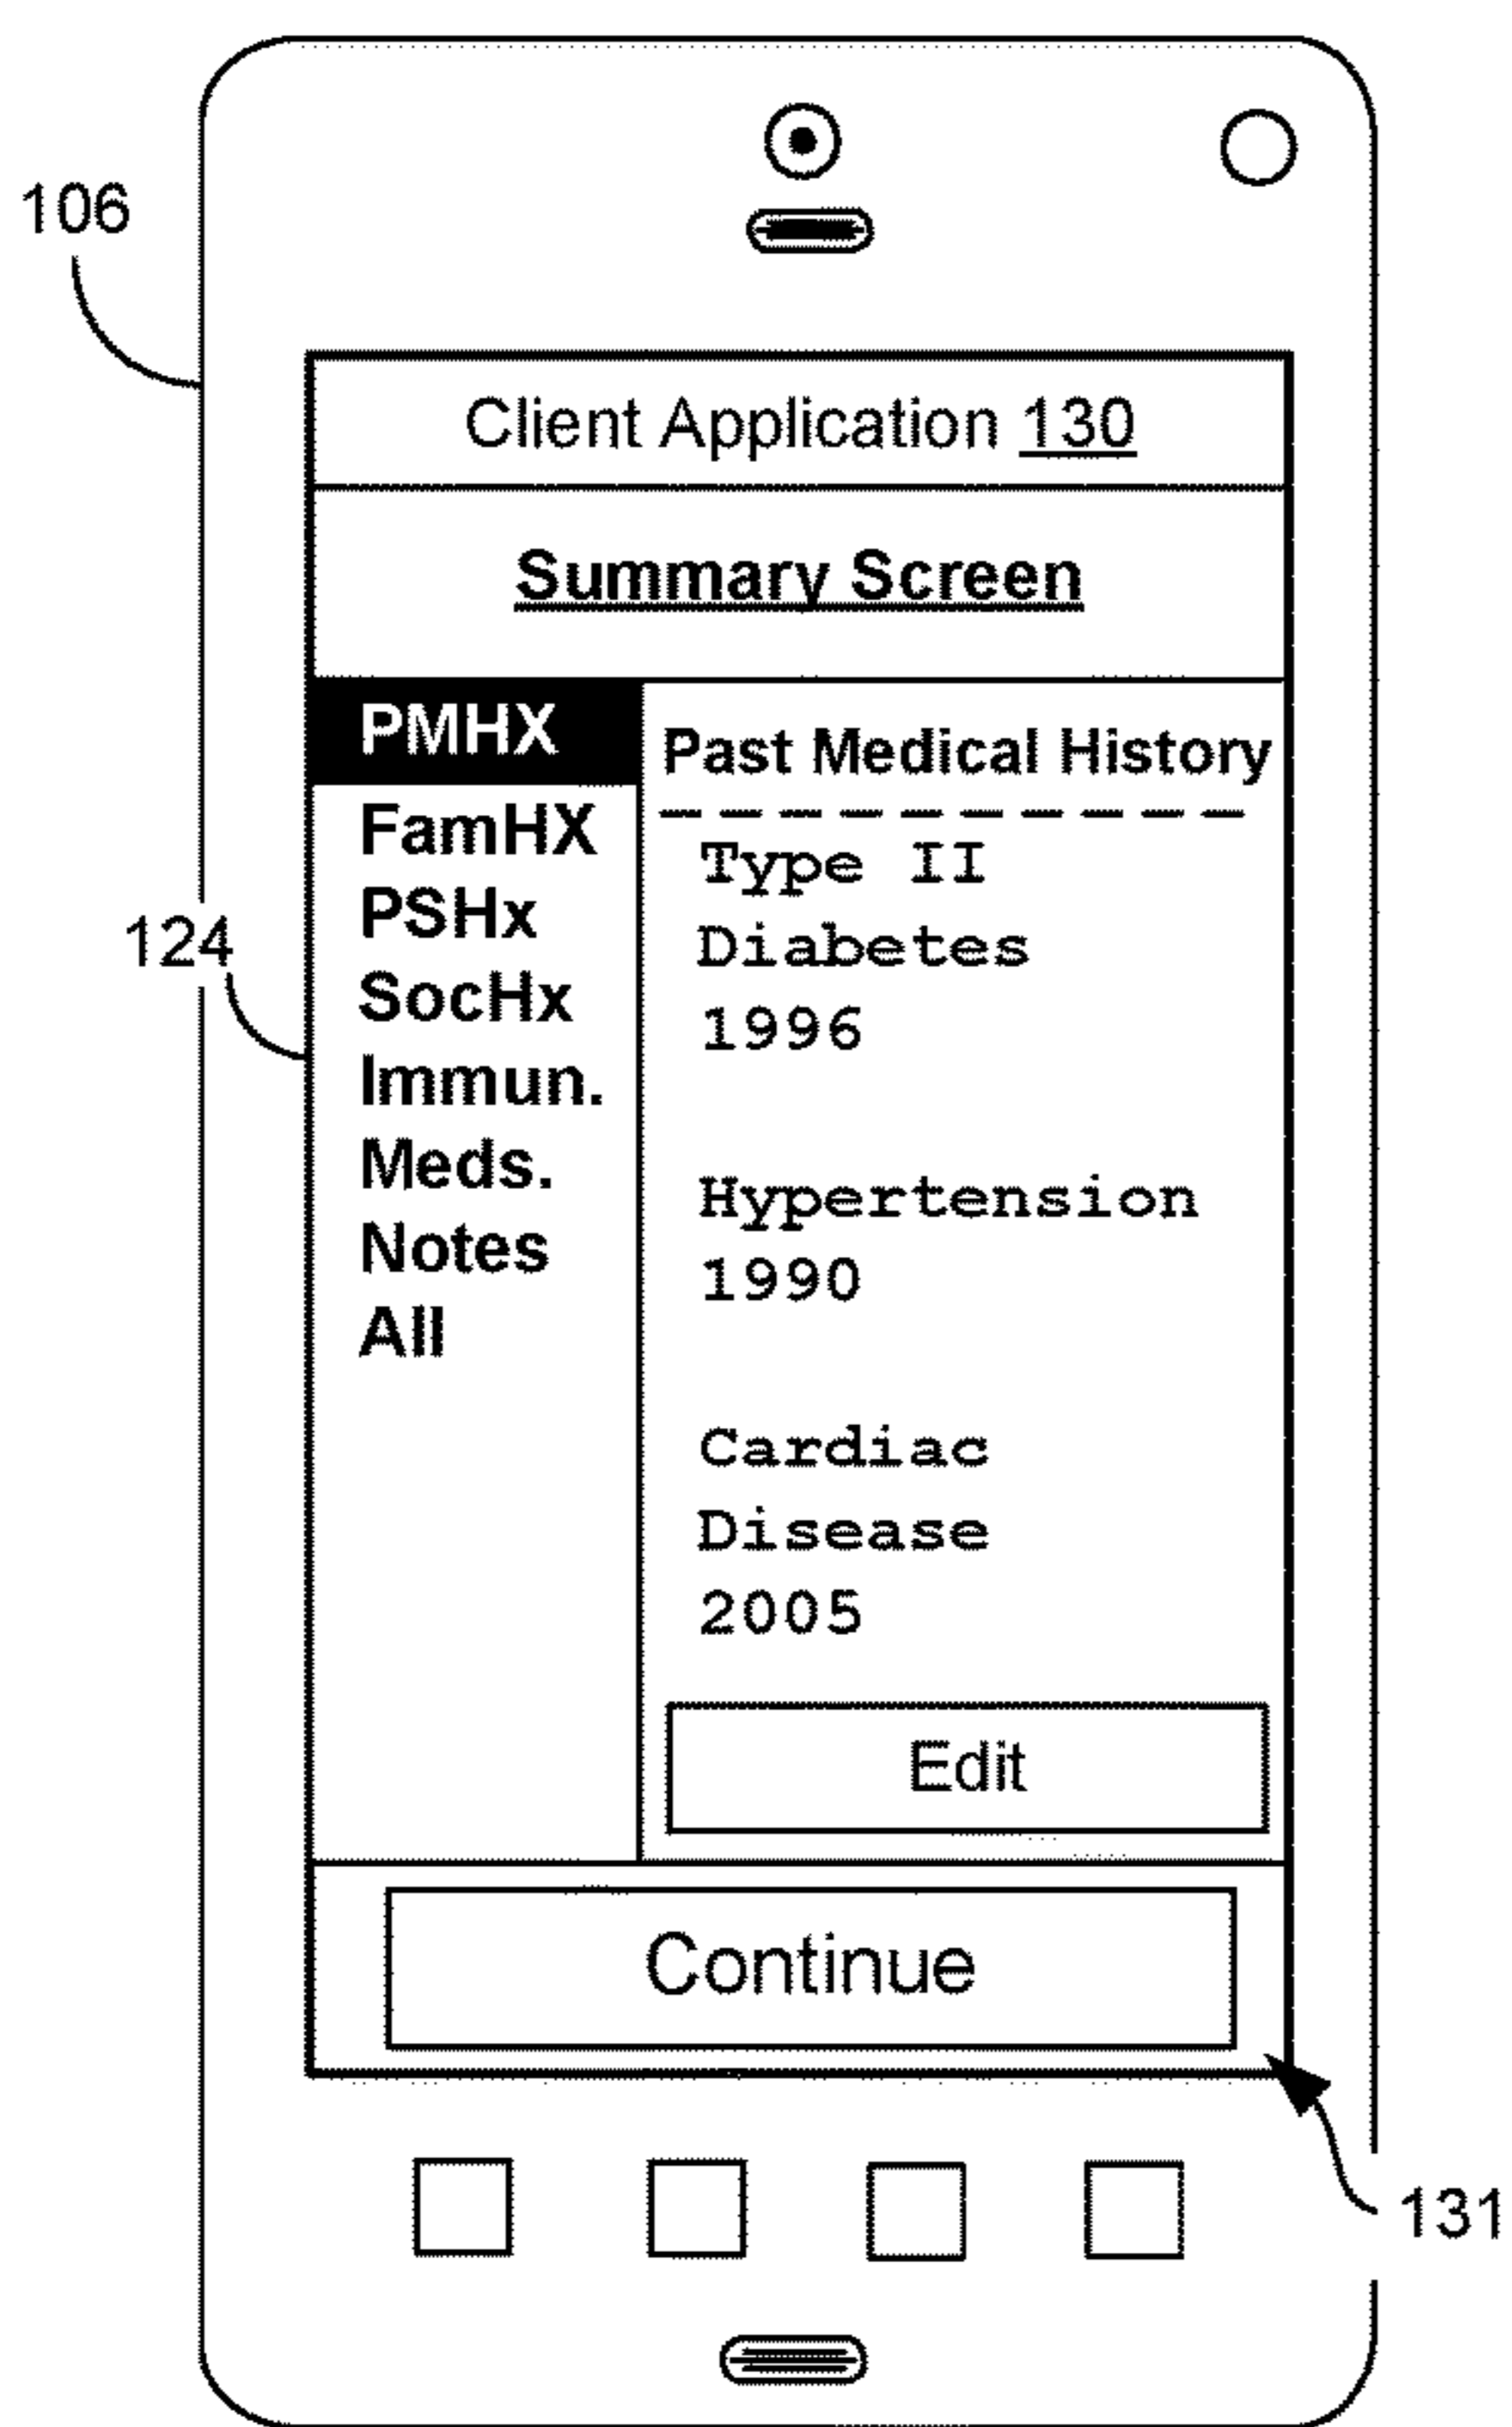 106
Client Application 130
Summary Screen
PMHX
FamHX
PSHx
SocHx
Immun.
Meds.
Notes
All
124
Past Medical History
Type II
Diabetes
1996
Hypertension
1990
Cardiac
Disease
2005
Edit
Continue
131